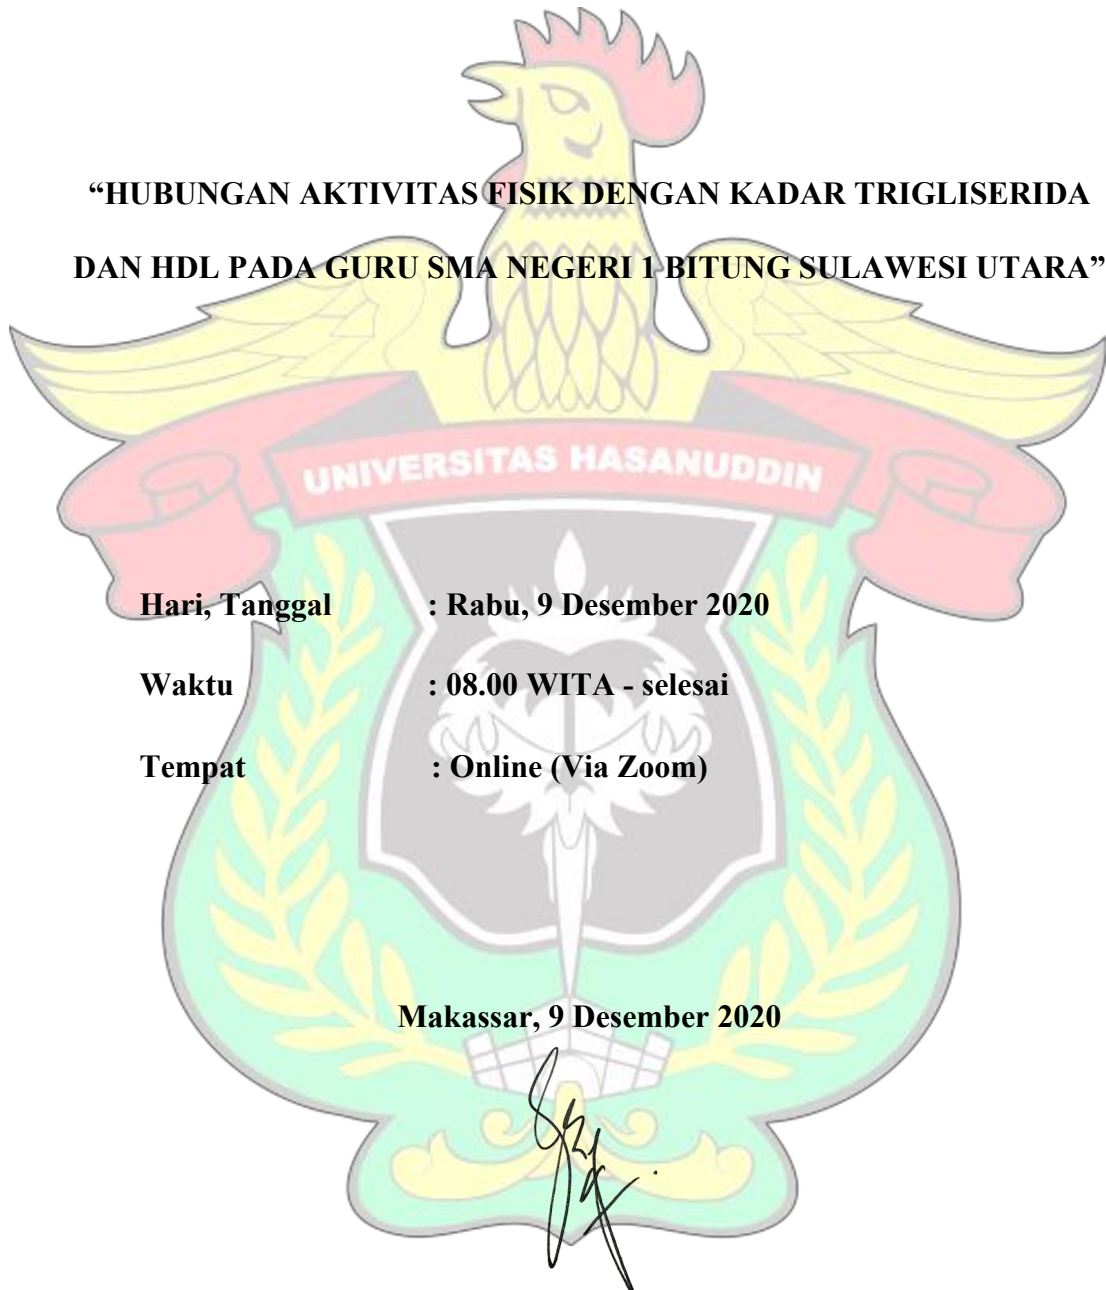 “HUBUNGAN AKTIVITAS FISIK DENGAN KADAR TRIGLISERIDA
DAN HDL PADA GURU SMA NEGERI 1 BITUNG SULAWESI UTARA”
UNIVERSITAS HASANUDDIN
Hari, Tanggal : Rabu, 9 Desember 2020
Waktu : 08.00 WITA - selesai
Tempat : Online (Via Zoom)
Makassar, 9 Desember 2020